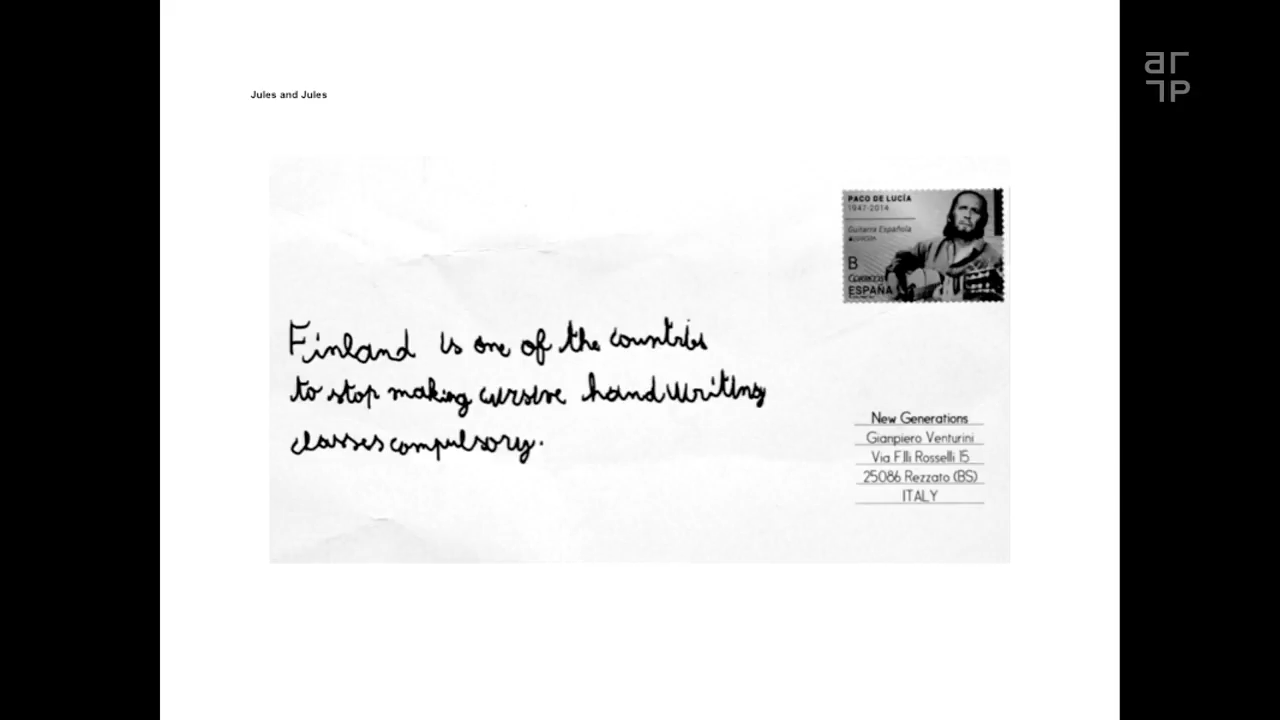 Jules and Jules
PACO DE LUCÍA
1947-2014
Guitarra Española
B
CORREOS
ESPAÑA
Finland is one of the countries
to stop making cursive handwriting
classes compulsory.
New Generations
Gianpiero Venturini
Via F.lli Rosselli 15
25086 Rezzato (BS)
ITALY